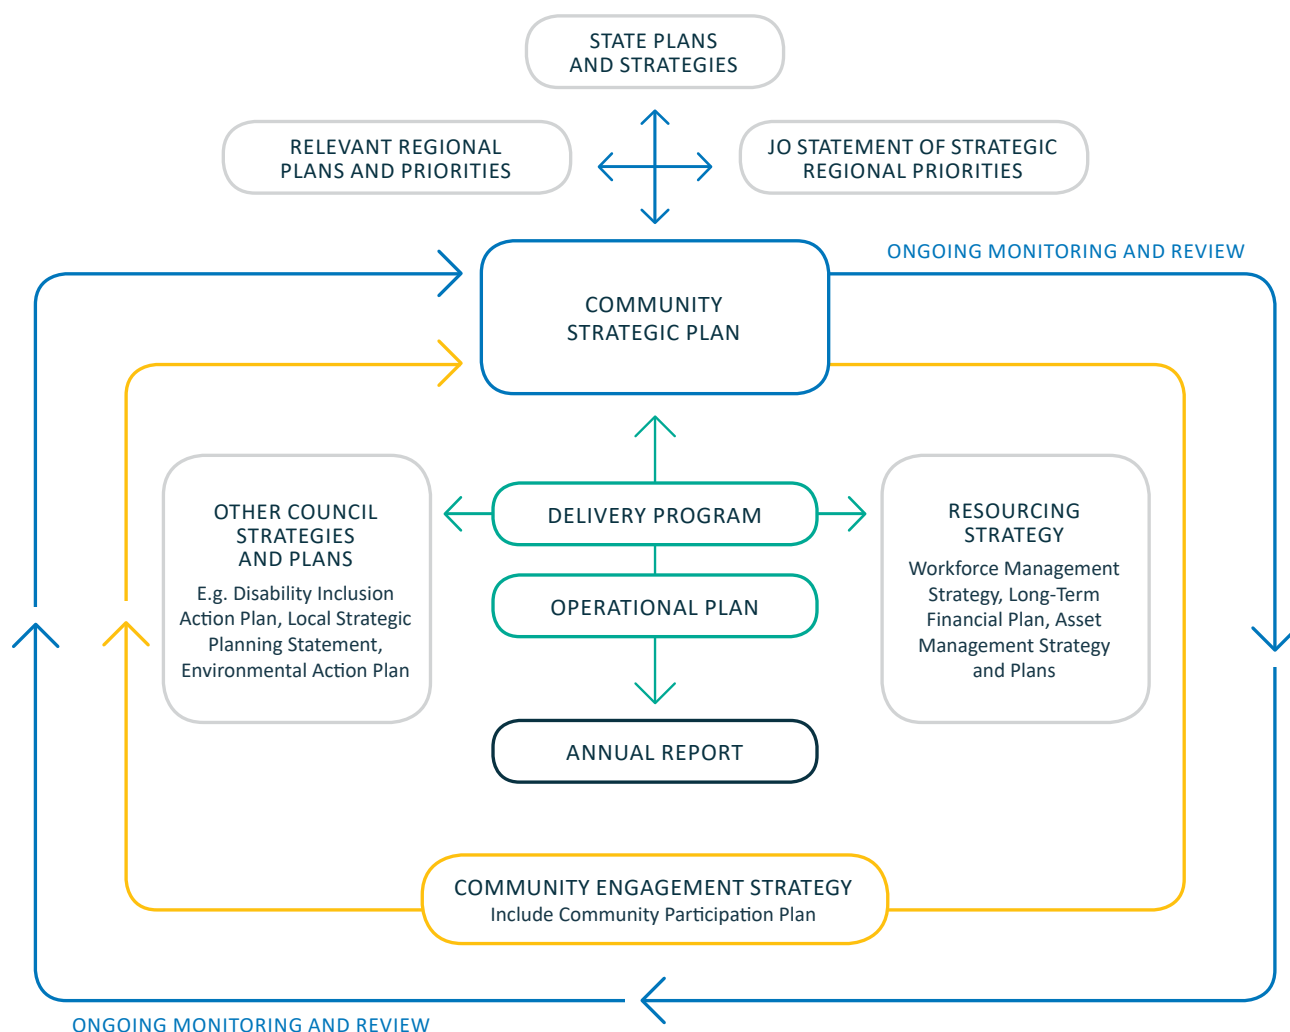 STATE PLANS
AND STRATEGIES
RELEVANT REGIONAL
PLANS AND PRIORITIES
JO STATEMENT OF STRATEGIC
REGIONAL PRIORITIES
ONGOING MONITORING AND REVIEW
COMMUNITY
STRATEGIC PLAN
OTHER COUNCIL
STRATEGIES
AND PLANS
E.g. Disability Inclusion
Action Plan, Local Strategic
Planning Statement,
Environmental Action Plan
DELIVERY PROGRAM
OPERATIONAL PLAN
RESOURCING
STRATEGY
Workforce Management
Strategy, Long-Term
Financial Plan, Asset
Management Strategy
and Plans
ANNUAL REPORT
COMMUNITY ENGAGEMENT STRATEGY
Include Community Participation Plan
ONGOING MONITORING AND REVIEW